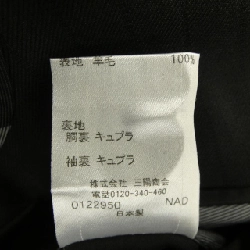 表地 羊毛 100%
裏地
胴裏 キュプラ
袖裏 キュプラ
株式会社 三陽商会
電話0120-340-460
0122950 NAD
日本製